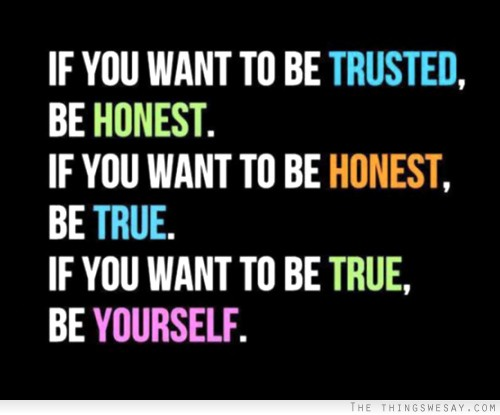 IF YOU WANT TO BE TRUSTED,
BE HONEST.
IF YOU WANT TO BE HONEST,
BE TRUE.
IF YOU WANT TO BE TRUE,
BE YOURSELF.
THE THINGSWESAY.COM